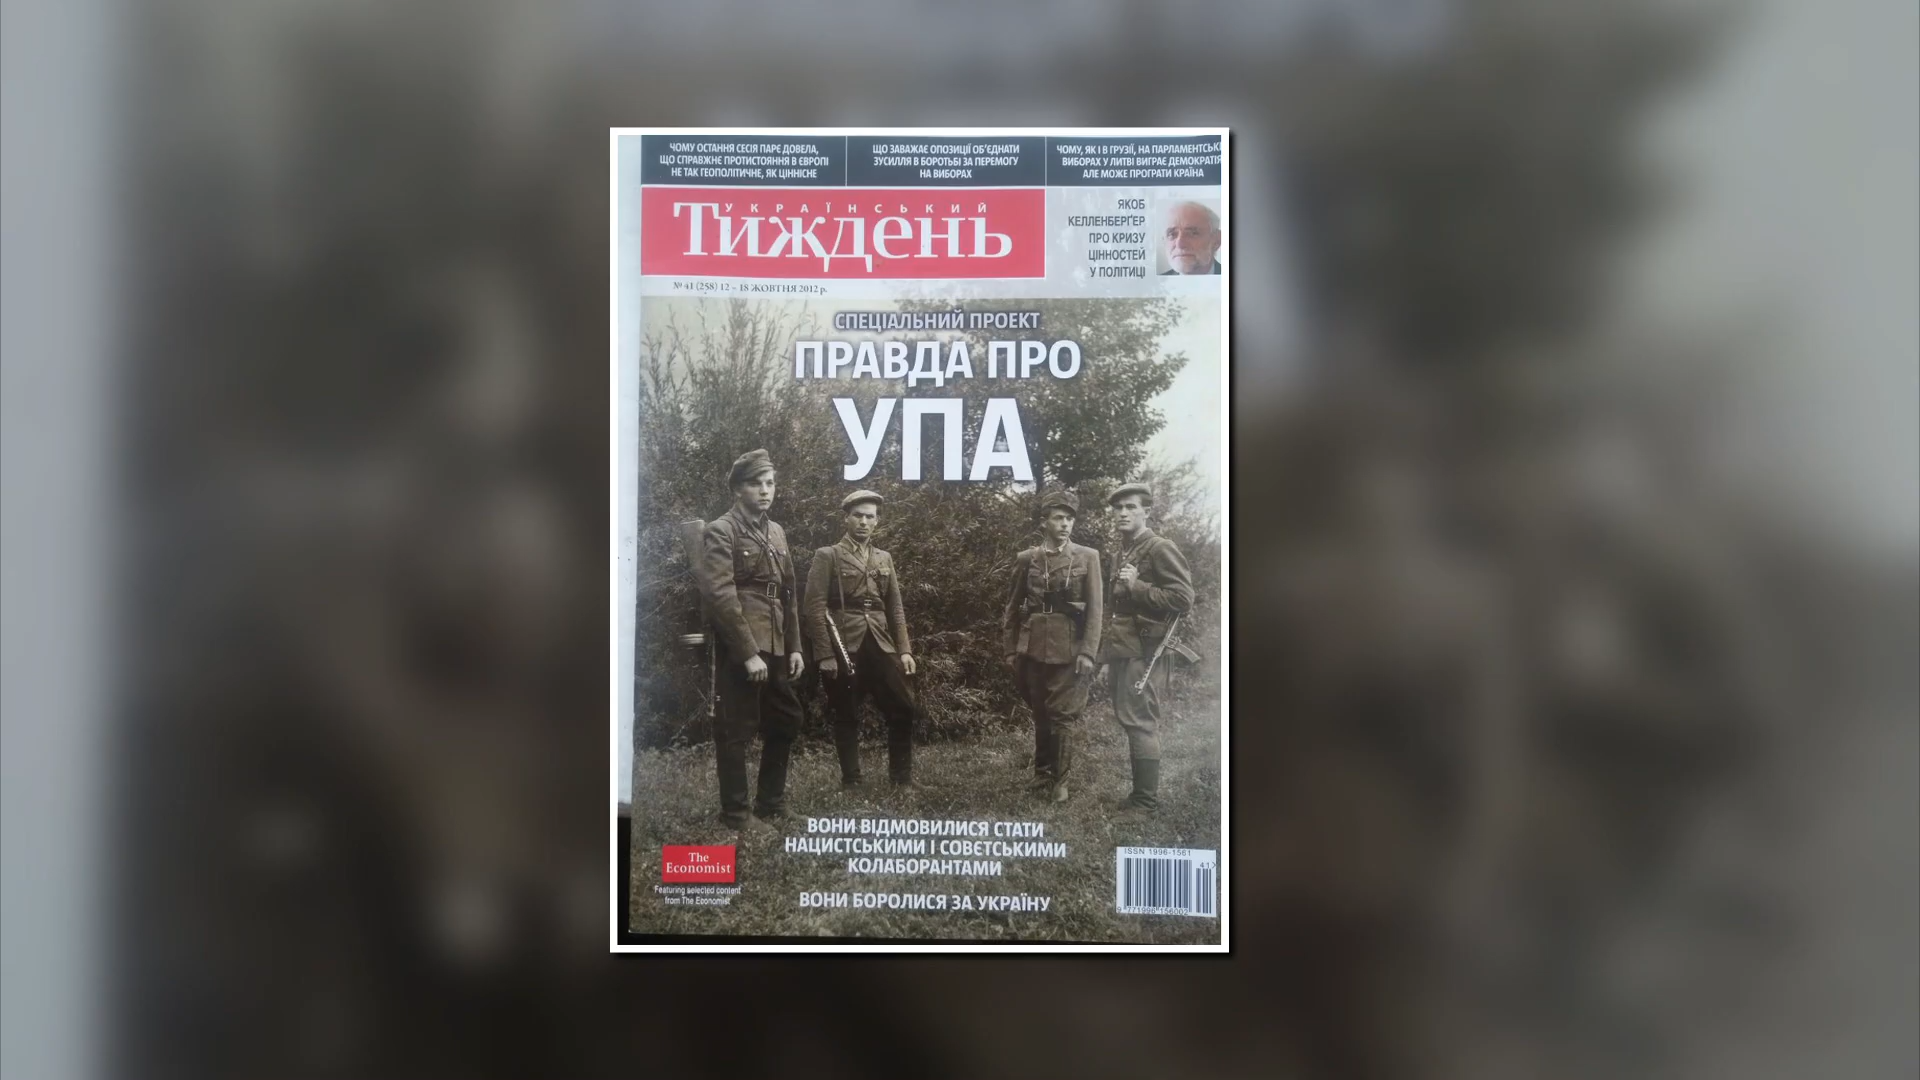 ЧОМУ ОСТАННЯ СЕСІЯ ПАРЄ ДОВЕЛА,
ЩО СПРАВЖНЄ ПРОТИСТОЯННЯ В ЄВРОПІ
НЕ ТАК ГЕОПОЛІТИЧНЕ, ЯК ЦІННІСНЕ
ЩО ЗАВАЖАЄ ОПОЗИЦІЇ ОБ'ЄДНАТИ
ЗУСИЛЛЯ В БОРОТЬБІ ЗА ПЕРЕМОГУ
НА ВИБОРАХ
ЧОМУ, ЯК І В ГРУЗІЇ, НА ПАРЛАМЕНТСЬК
ВИБОРАХ У ЛИТВІ ВИГРАЄ ДЕМОКРАТІЯ
АЛЕ МОЖЕ ПРОГРАТИ КРАЇНА
УКРАЇНСЬКИЙ
Тиждень
ЯКОБ
КЕЛЛЕНБЕРҐЕР
ПРО КРИЗУ
ЦІННОСТЕЙ
У ПОЛІТИЦІ
№ 41 (258) 12 – 18 ЖОВТНЯ 2012 р.
СПЕЦІАЛЬНИЙ ПРОЕКТ
ПРАВДА ПРО
УПА
ВОНИ ВІДМОВИЛИСЯ СТАТИ
НАЦИСТСЬКИМИ І СОВЄТСЬКИМИ
КОЛАБОРАНТАМИ
ВОНИ БОРОЛИСЯ ЗА УКРАЇНУ
The
Economist
Featuring selected content
from The Economist
ISSN 1996-1561
41
9 771996 156002